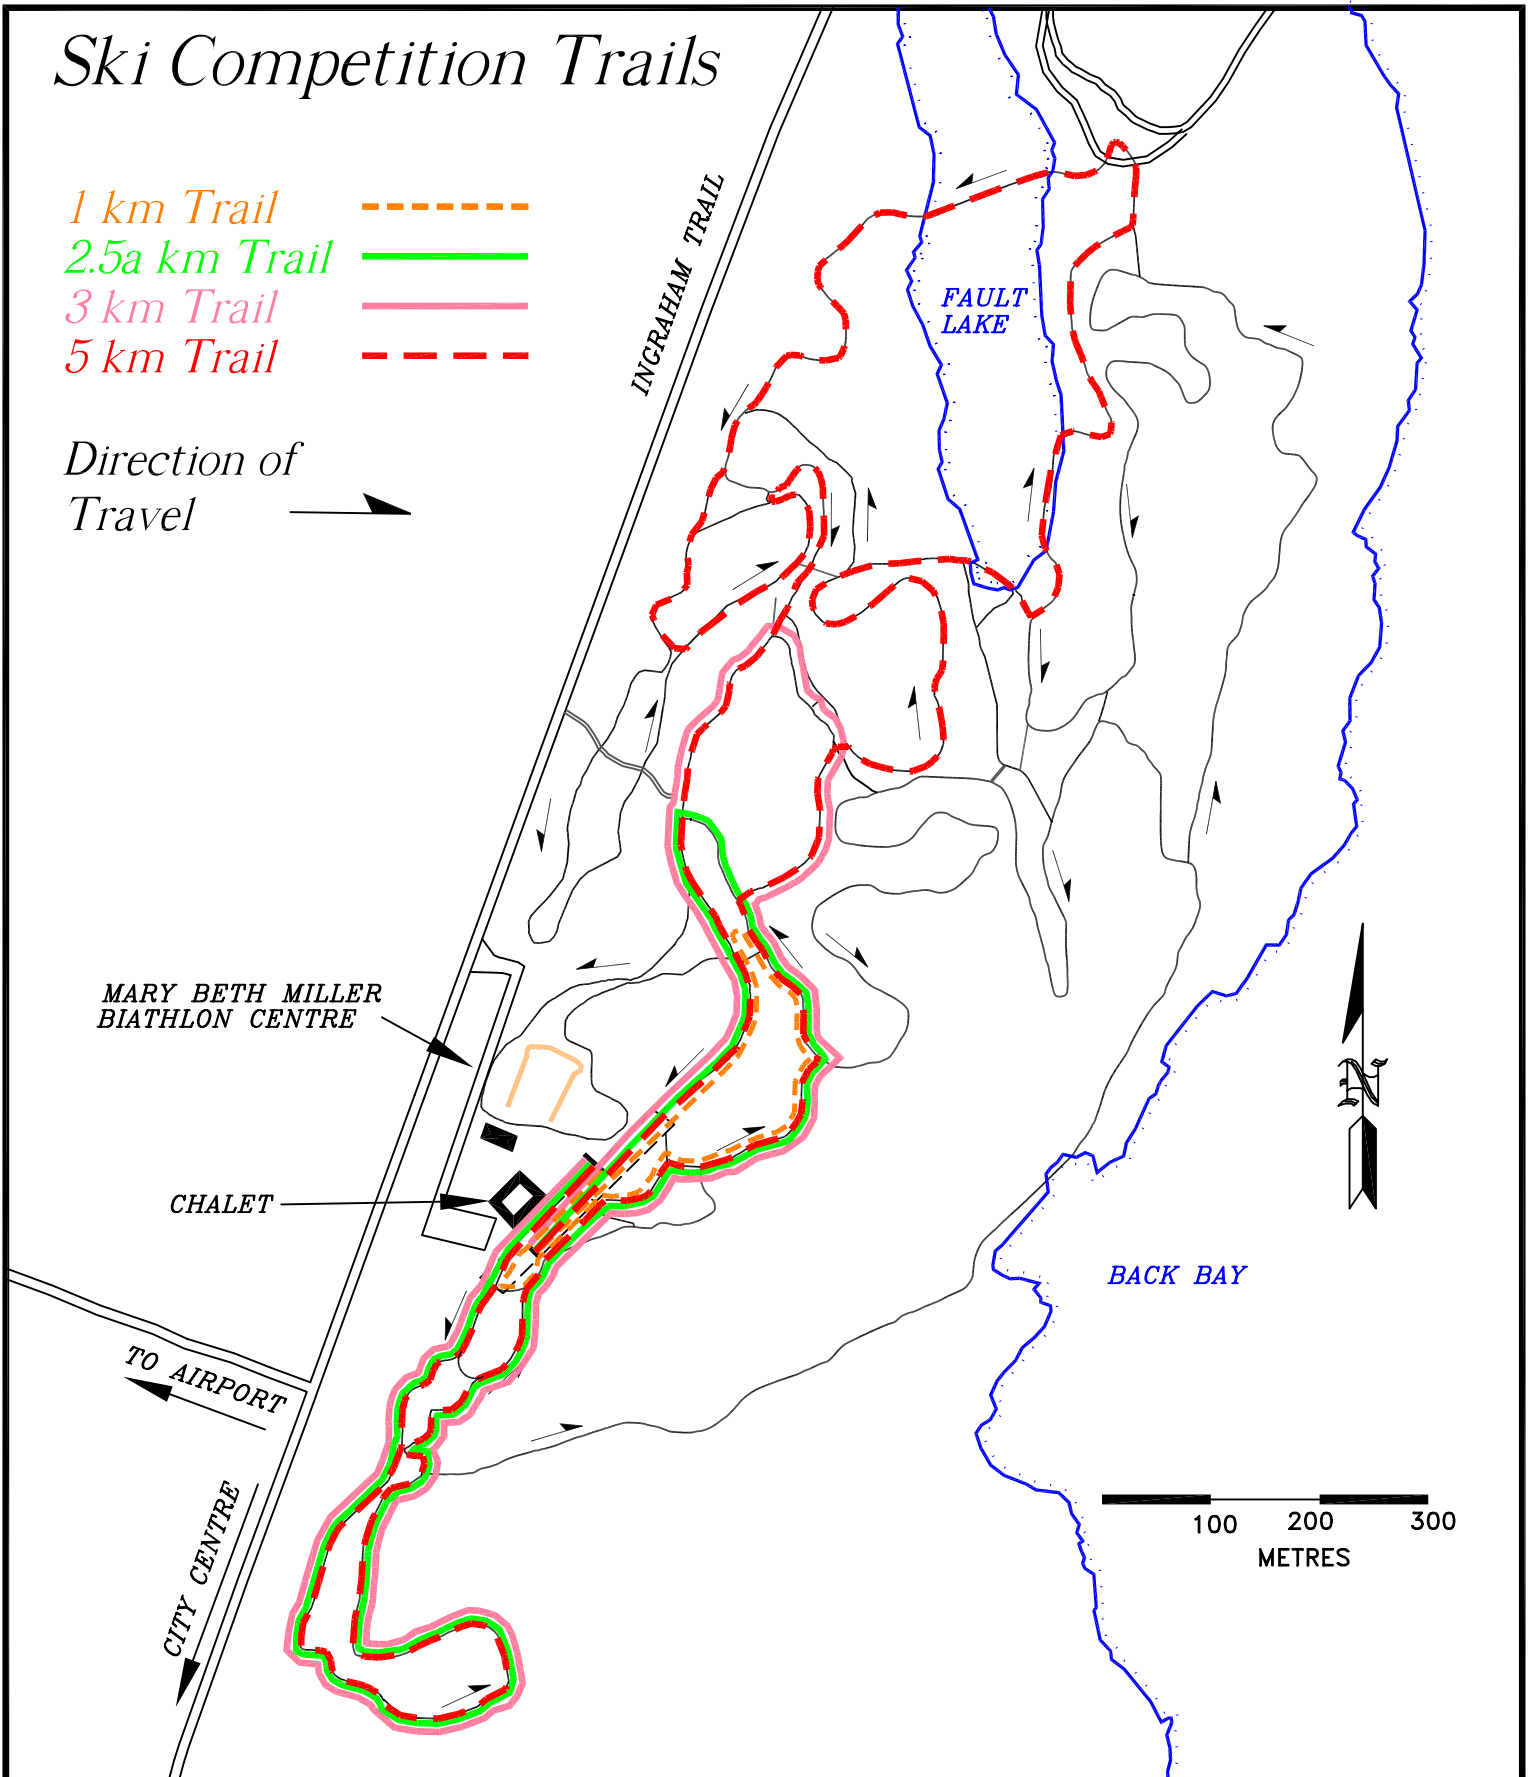 Ski Competition Trails
1 km Trail
2.5a km Trail
3 km Trail
5 km Trail
Direction of
Travel
INGRAHAM TRAIL
FAULT
LAKE
MARY BETH MILLER
BIATHLON CENTRE
CHALET
N
BACK BAY
TO AIRPORT
CITY CENTRE
100 200 300
METRES